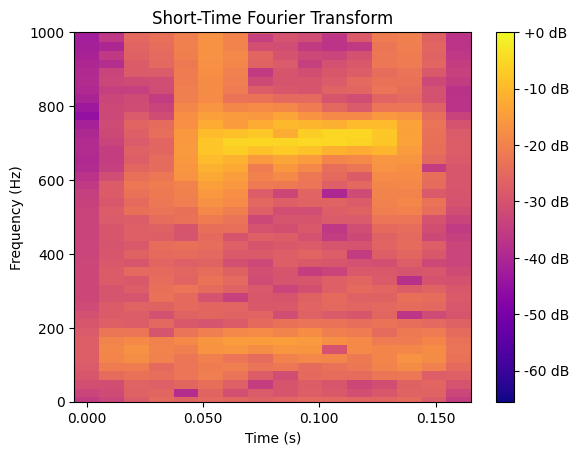 Short-Time Fourier Transform
1000
800
600
400
200
0
Frequency (Hz)
0.000
0.050
0.100
0.150
Time (s)
+0 dB
-10 dB
-20 dB
-30 dB
-40 dB
-50 dB
-60 dB